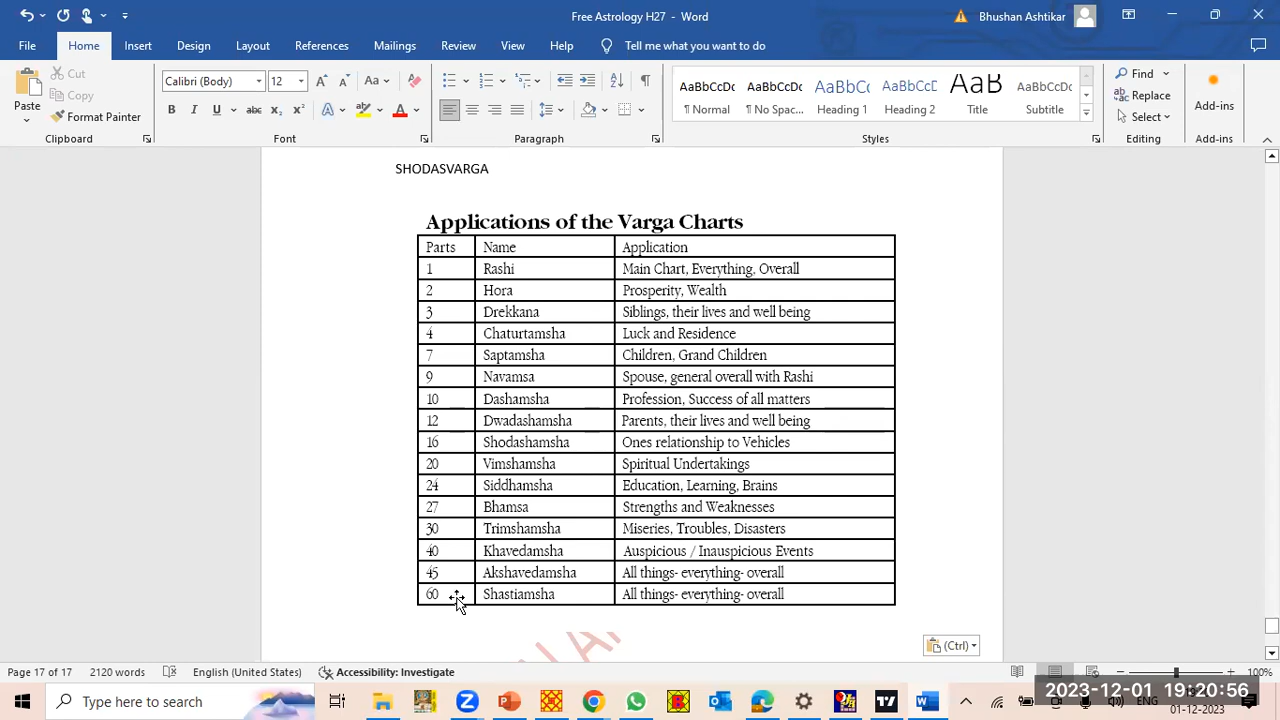 Free Astrology H27 - Word
Bhushan Ashtikar
File Home Insert Design Layout References Mailings Review View Help Tell me what you want to do
Paste
Cut
Copy
Format Painter
Clipboard
Calibri (Body) 12
Font
Paragraph
AaBbCcDc AaBbCcDc AaBbCc AaBbCcD AaB AaBbCcD
¶ Normal ¶ No Spac... Heading 1 Heading 2 Title Subtitle
Styles
Find
Replace
Select
Editing
Add-ins
Add-ins
SHODASVARGA
Applications of the Varga Charts
Parts Name Application
1 Rashi Main Chart, Everything, Overall
2 Hora Prosperity, Wealth
3 Drekkana Siblings, their lives and well being
4 Chaturtamsha Luck and Residence
7 Saptamsha Children, Grand Children
9 Navamsa Spouse, general overall with Rashi
10 Dashamsha Profession, Success of all matters
12 Dwadashamsha Parents, their lives and well being
16 Shodashamsha Ones relationship to Vehicles
20 Vimshamsha Spiritual Undertakings
24 Siddhamsha Education, Learning, Brains
27 Bhamsa Strengths and Weaknesses
30 Trimshamsha Miseries, Troubles, Disasters
40 Khavedamsha Auspicious / Inauspicious Events
45 Akshavedamsha All things- everything- overall
60 Shastiamsha All things- everything- overall
(Ctrl)
Page 17 of 17 2120 words English (United States) Accessibility: Investigate 100%
Type here to search
ENG
2023-12-01 19:20:56
01-12-2023